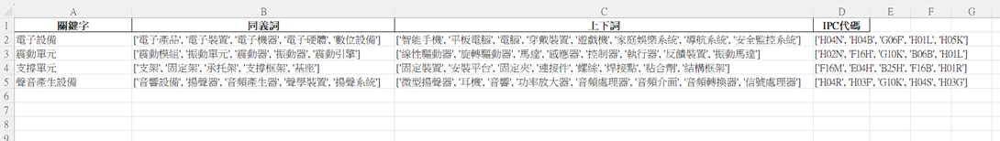 A B C D E F G
1 關鍵字 同義詞 上下詞 IPC代碼
2 電子設備 ['電子產品', '電子裝置', '電子機器', '電子硬體', '數位設備'] ['智能手機', '平板電腦', '電腦', '穿戴裝置', '遊戲機', '家庭娛樂系統', '導航系統', '安全監控系統'] ['H04N', 'H04B', 'G06F', 'H01L', 'H05K']
3 震動單元 ['震動模組', '振動單元', '震動器', '振動器', '震動引擎'] ['線性驅動器', '旋轉驅動器', '馬達', '感應器', '控制器', '執行器', '反饋裝置', '振動馬達'] ['H02N', 'F16H', 'G10K', 'B06B', 'H01L']
4 支撐單元 ['支架', '固定架', '承托架', '支撐框架', '基座'] ['固定裝置', '安裝平台', '固定夾', '連接件', '螺絲', '焊接點', '粘合劑', '結構框架'] ['F16M', 'E04H', 'B25H', 'F16B', 'H01R']
5 聲音產生設備 ['音響設備', '揚聲器', '音頻產生器', '聲學裝置', '揚聲系統'] ['微型揚聲器', '耳機', '音響', '功率放大器', '音頻處理器', '音頻介面', '音頻轉換器', '信號處理器'] ['H04R', 'H03F', 'G10K', 'H04S', 'H03G']
6
7
8
9